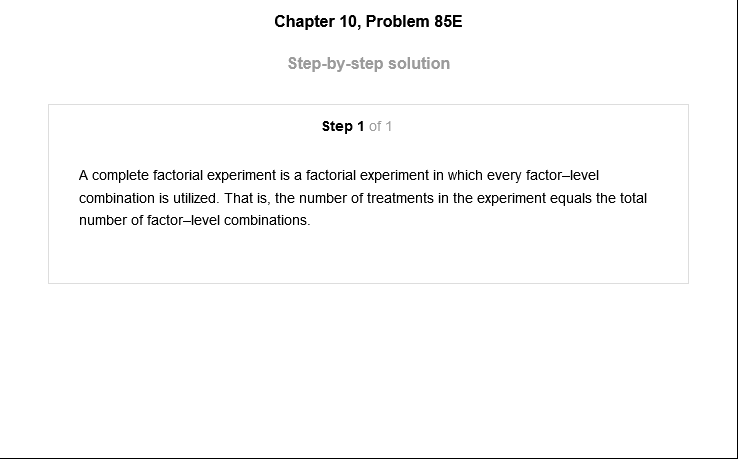 Chapter 10, Problem 85E
Step-by-step solution
Step 1 of 1
A complete factorial experiment is a factorial experiment in which every factor–level
combination is utilized. That is, the number of treatments in the experiment equals the total
number of factor–level combinations.